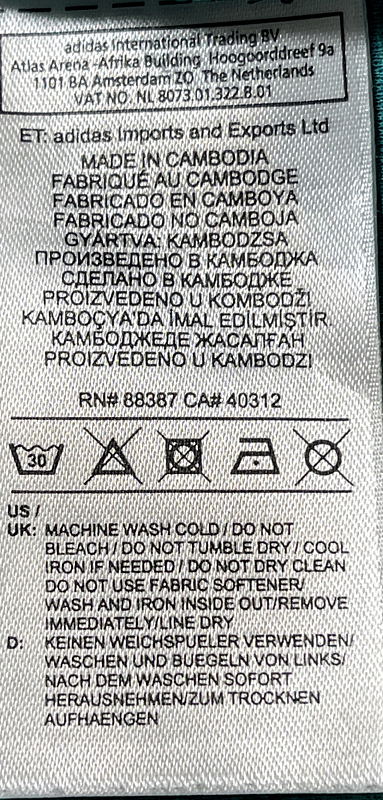 adidas International Trading BV
Atlas Arena -Afrika Building Hoogoorddreef 9a
1101 BA Amsterdam ZO The Netherlands
VAT NO. NL 8073.01.322.B.01
ET: adidas Imports and Exports Ltd
MADE IN CAMBODIA
FABRIQUÉ AU CAMBODGE
FABRICADO EN CAMBOYA
FABRICADO NO CAMBOJA
GYÁRTVA: KAMBODZSA
ПРОИЗВЕДЕНО В КАМБОДЖА
СДЕЛАНО В КАМБОДЖЕ
PROIZVEDENO U KOMBODŽI
KAMBOÇYA'DA İMAL EDİLMİŞTİR.
КАМБОДЖЕДЕ ЖАСАЛҒАН
PROIZVEDENO U KAMBODZI
RN# 88387 CA# 40312
30
US /
UK: MACHINE WASH COLD / DO NOT
BLEACH / DO NOT TUMBLE DRY / COOL
IRON IF NEEDED / DO NOT DRY CLEAN
DO NOT USE FABRIC SOFTENER/
WASH AND IRON INSIDE OUT/REMOVE
IMMEDIATELY/LINE DRY
D: KEINEN WEICHSPUELER VERWENDEN/
WASCHEN UND BUEGELN VON LINKS/
NACH DEM WASCHEN SOFORT
HERAUSNEHMEN/ZUM TROCKNEN
AUFHAENGEN